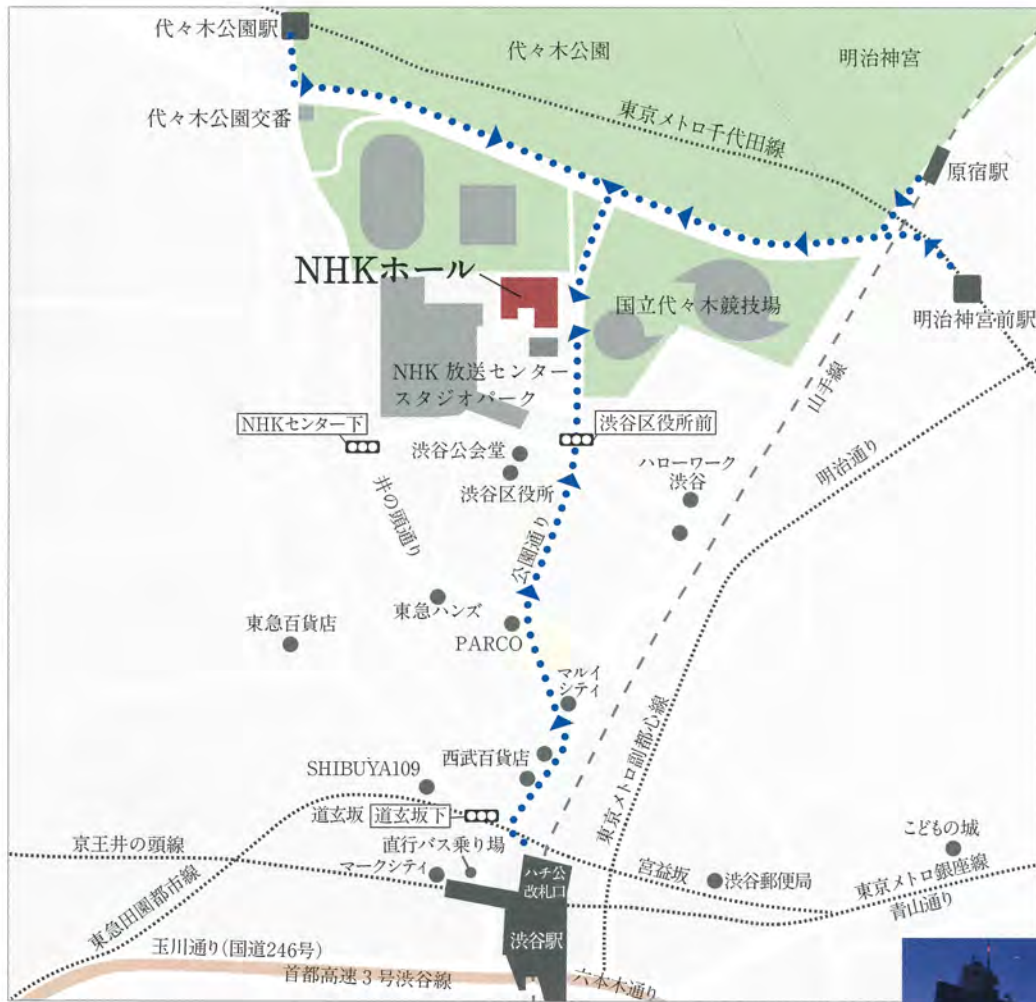 代々木公園駅
代々木公園
明治神宮
代々木公園交番
東京メトロ千代田線
原宿駅
NHKホール
国立代々木競技場
明治神宮前駅
NHK 放送センター
スタジオパーク
山手線
NHKセンター下
渋谷区役所前
渋谷公会堂
渋谷区役所
ハローワーク
渋谷
明治通り
井の頭通り
公園通り
東急ハンズ
東急百貨店
PARCO
マルイ
シティ
東京メトロ副都心線
西武百貨店
SHIBUYA109
道玄坂
道玄坂下
直行バス乗り場
京王井の頭線
マークシティ
ハチ公
改札口
宮益坂
渋谷郵便局
こどもの城
東京メトロ銀座線
青山通り
東急田園都市線
渋谷駅
玉川通り(国道246号)
首都高速3号渋谷線
六本木通り